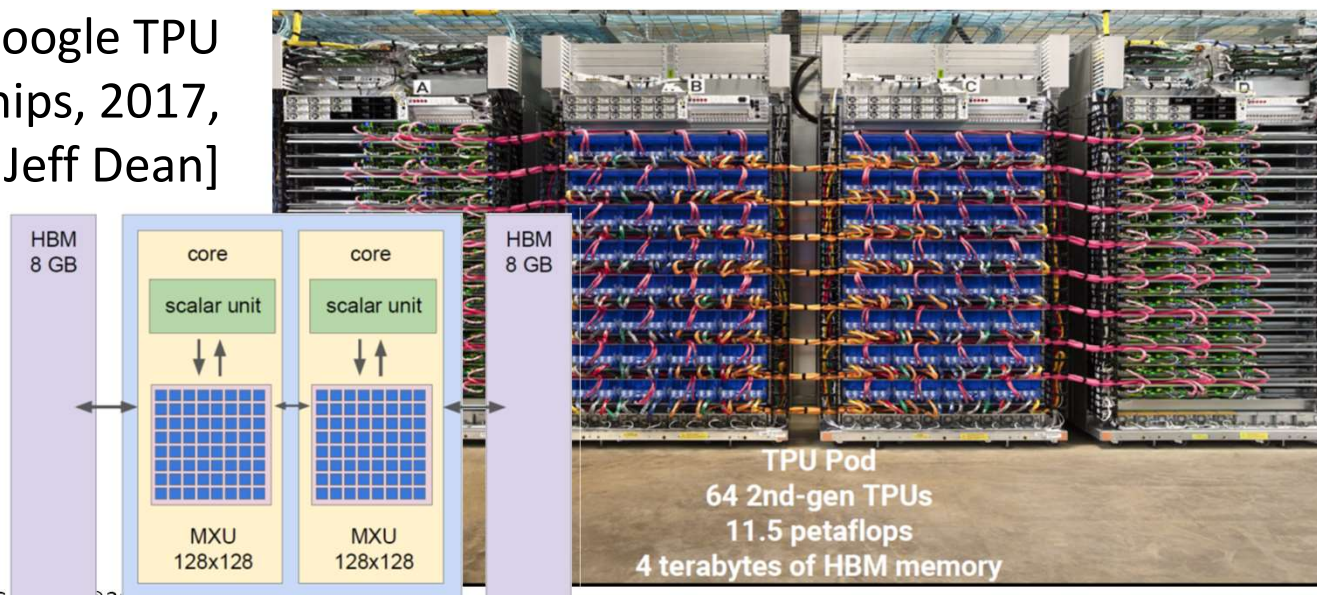 oogle TPU
hips, 2017,
Jeff Dean]
A
B
C
D
HBM
8 GB
core
scalar unit
MXU
128x128
core
scalar unit
MXU
128x128
HBM
8 GB
TPU Pod
64 2nd-gen TPUs
11.5 petaflops
4 terabytes of HBM memory